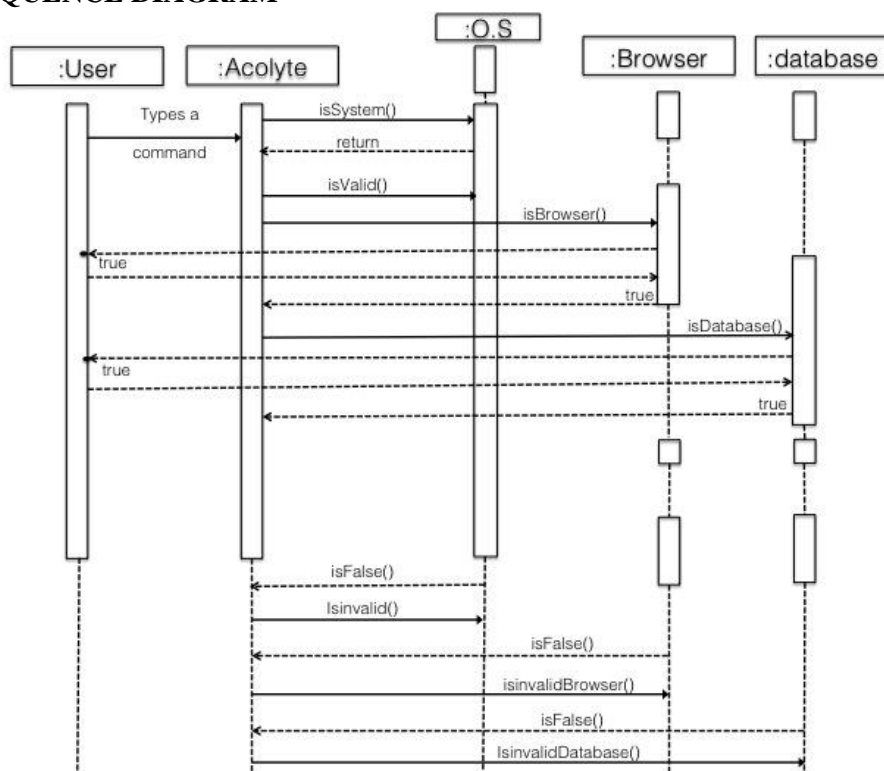 QUENCE DIAGRAM
:O.S
:User
:Acolyte
:Browser
:database
Types a
command
isSystem()
return
isValid()
isBrowser()
true
true
isDatabase()
true
true
isFalse()
Isinvalid()
isFalse()
isinvalidBrowser()
isFalse()
IsinvalidDatabase()